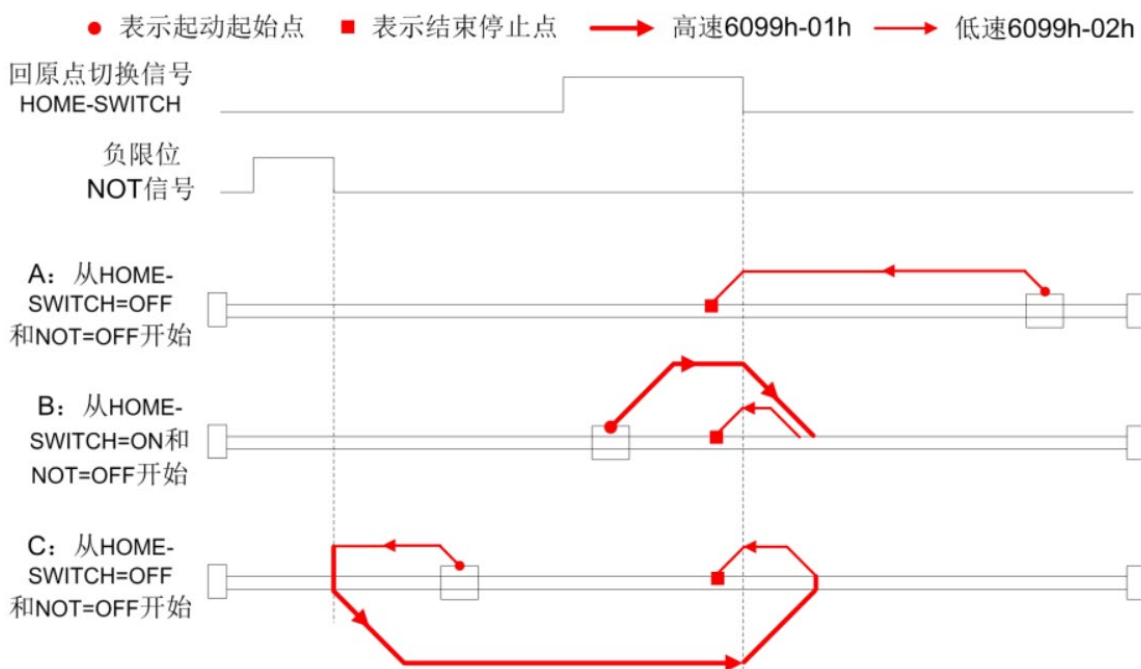 表示起动起始点 表示结束停止点 高速6099h-01h 低速6099h-02h
回原点切换信号
HOME-SWITCH
负限位
NOT信号
A：从HOME-
SWITCH=OFF
和NOT=OFF开始
B：从HOME-
SWITCH=ON和
NOT=OFF开始
C：从HOME-
SWITCH=OFF
和NOT=OFF开始